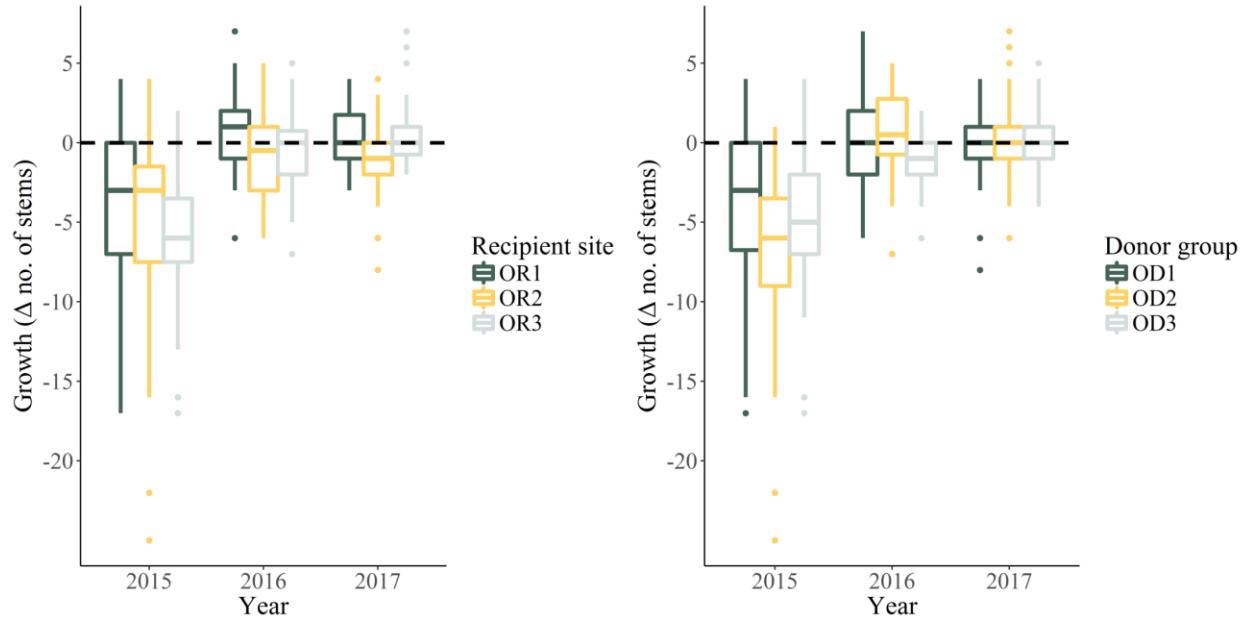 Growth (Δ no. of stems)
5
0
-5
-10
-15
-20
2015
2016
2017
Year
Recipient site
OR1
OR2
OR3
Growth (Δ no. of stems)
5
0
-5
-10
-15
-20
2015
2016
2017
Year
Donor group
OD1
OD2
OD3